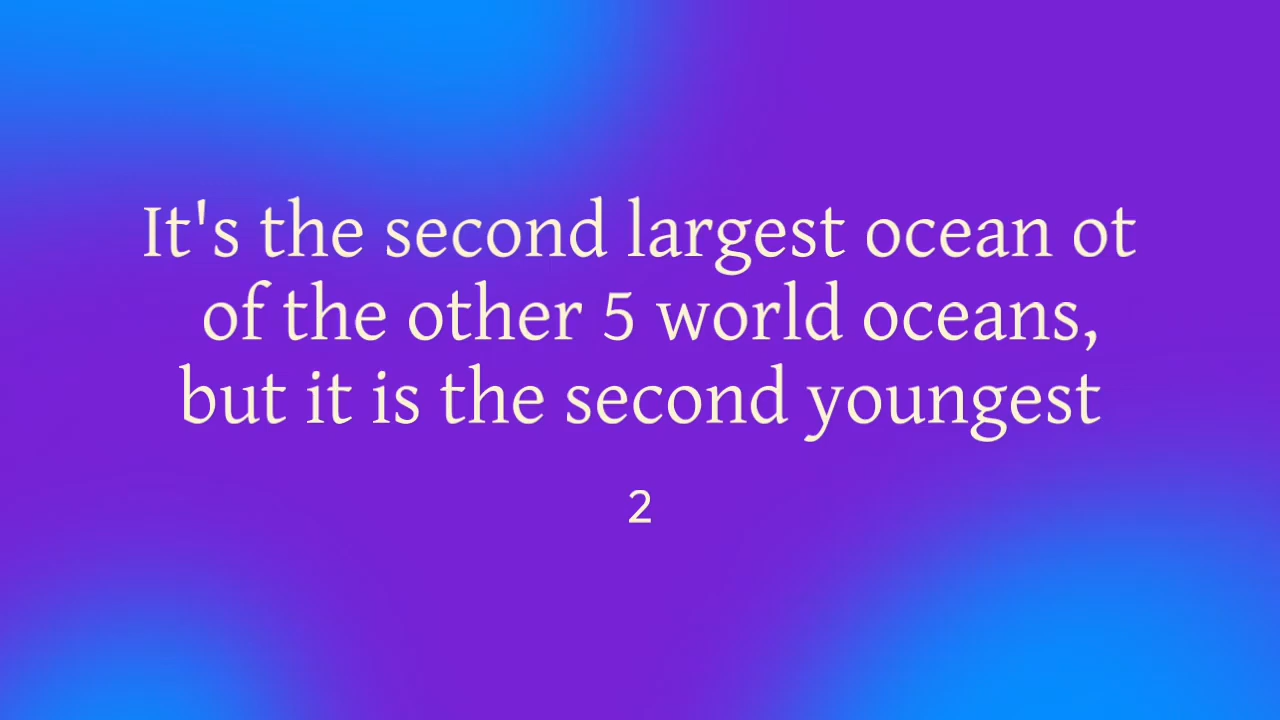 It's the second largest ocean ot
of the other 5 world oceans,
but it is the second youngest
2